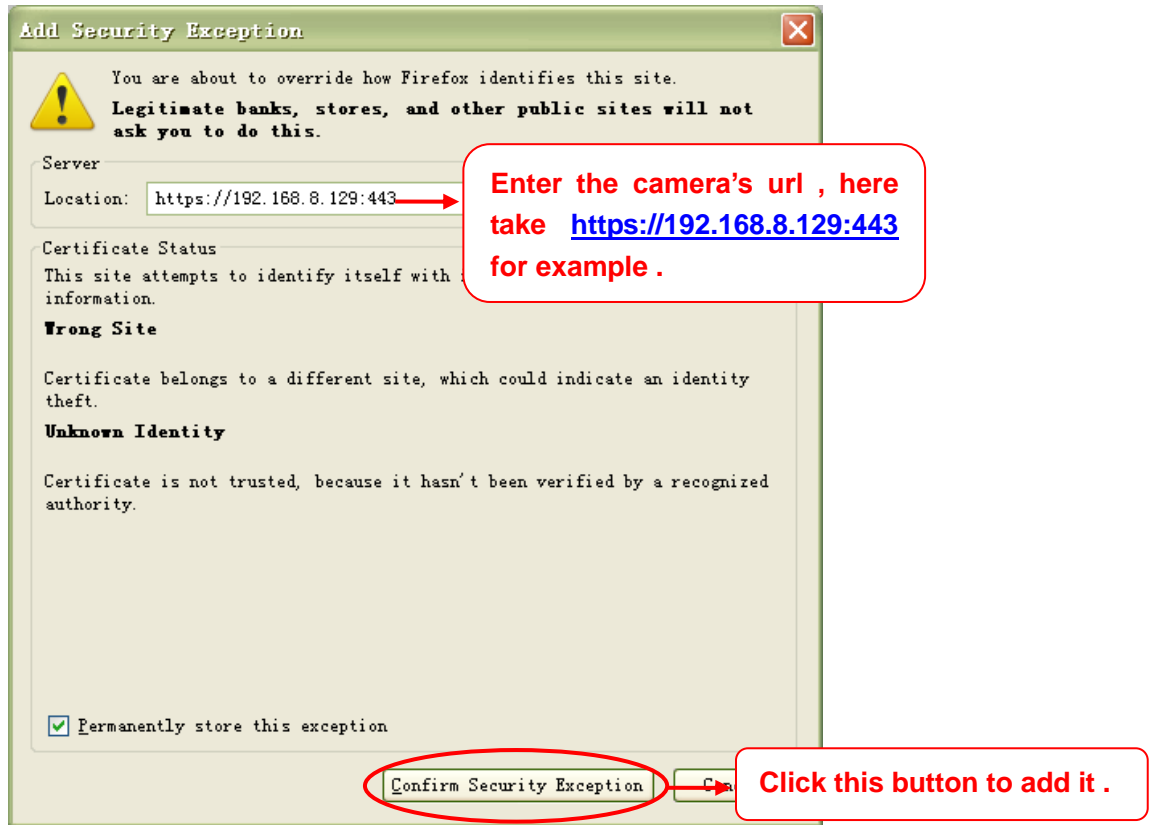 Add Security Exception
You are about to override how Firefox identifies this site.
Legitimate banks, stores, and other public sites will not
ask you to do this.
Server
Location: https://192.168.8.129:443
Enter the camera's url , here
take https://192.168.8.129:443
for example .
Certificate Status
This site attempts to identify itself with
information.
Wrong Site
Certificate belongs to a different site, which could indicate an identity
theft.
Unknown Identity
Certificate is not trusted, because it hasn't been verified by a recognized
authority.
Permanently store this exception
Confirm Security Exception
Click this button to add it .